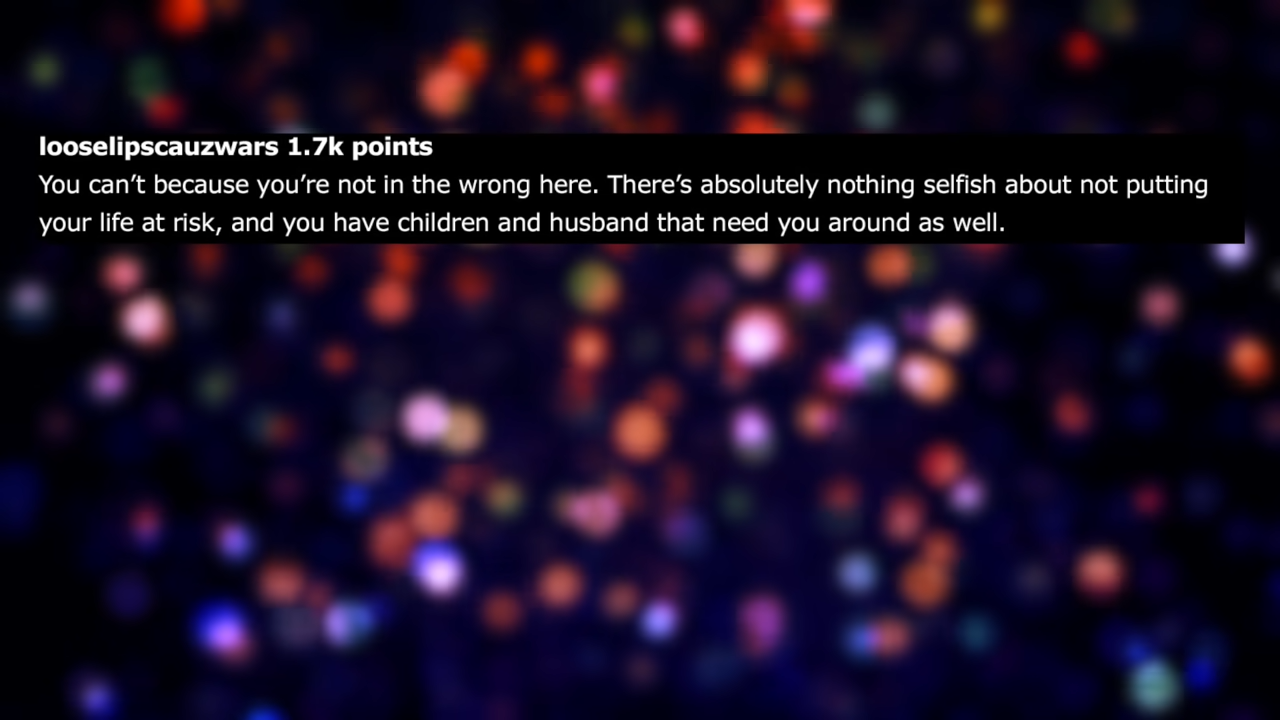 looselipscauzwars 1.7k points
You can’t because you’re not in the wrong here. There’s absolutely nothing selfish about not putting
your life at risk, and you have children and husband that need you around as well.